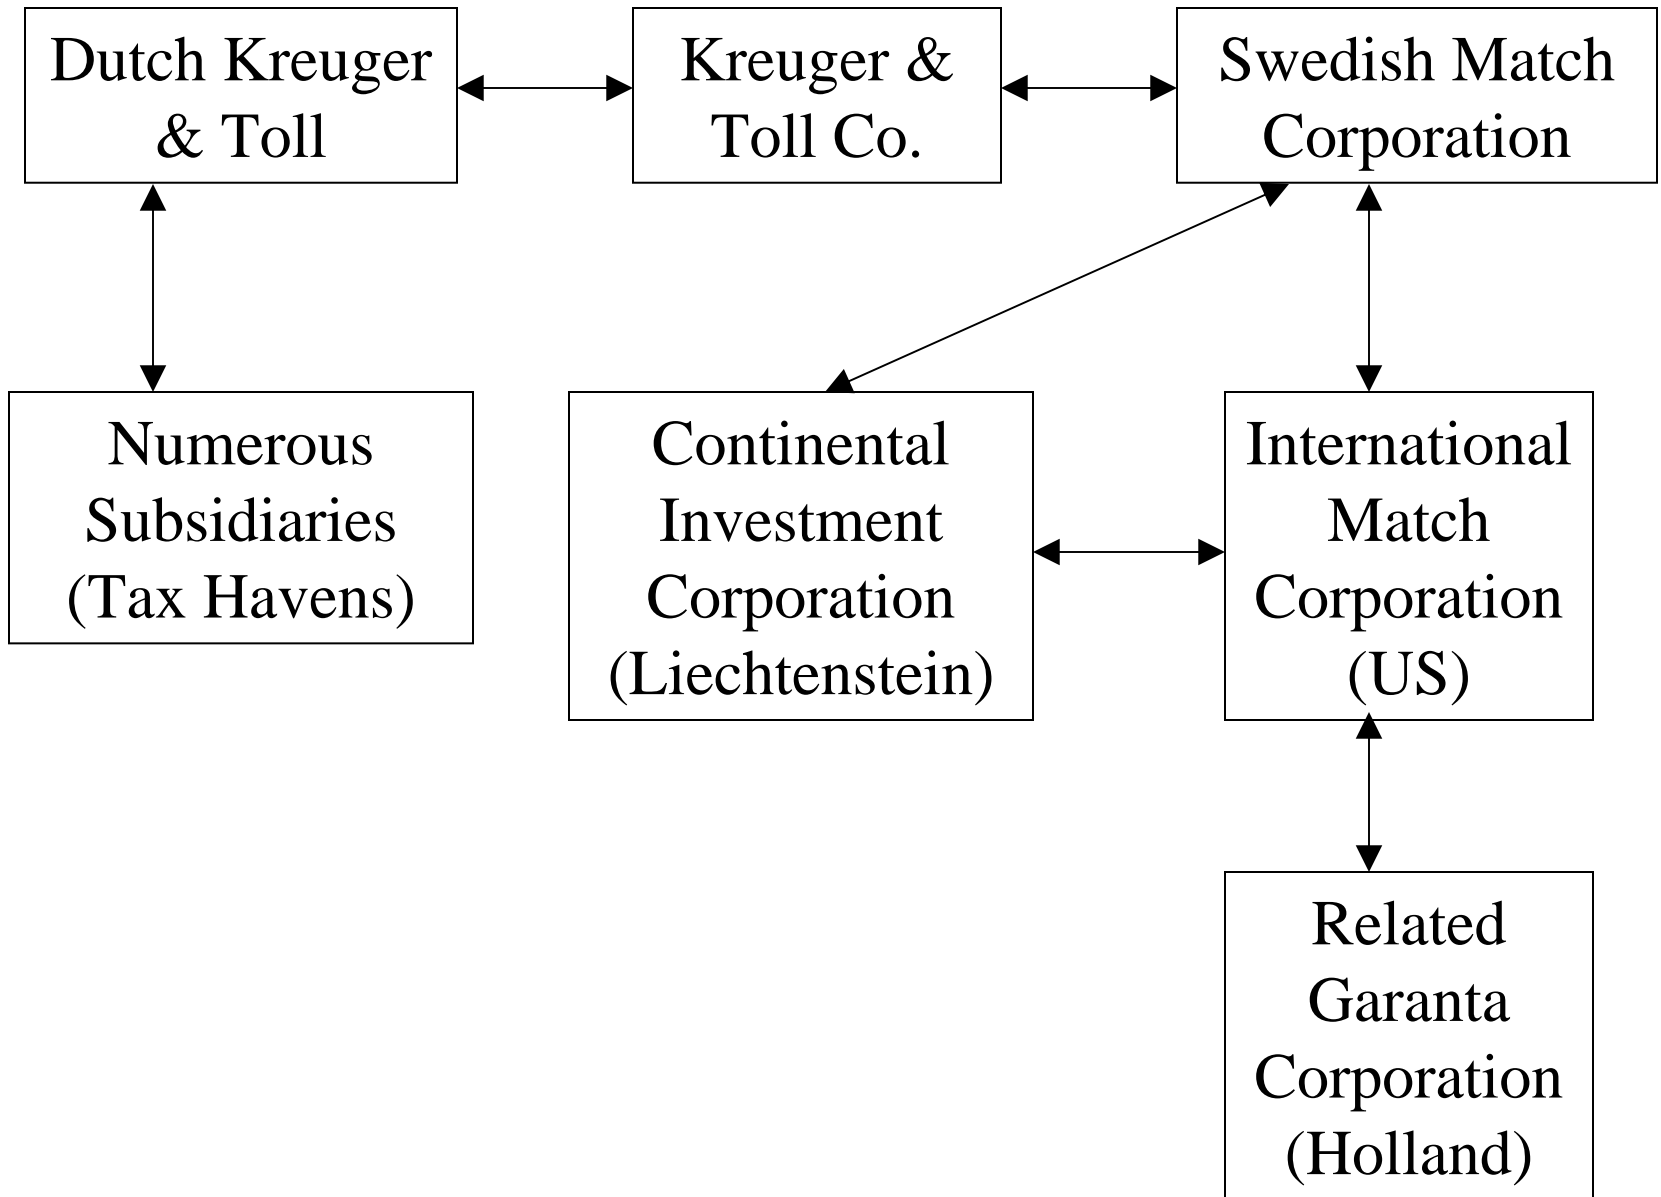 Dutch Kreuger
& Toll
Kreuger &
Toll Co.
Swedish Match
Corporation
Numerous
Subsidiaries
(Tax Havens)
Continental
Investment
Corporation
(Liechtenstein)
International
Match
Corporation
(US)
Related
Garanta
Corporation
(Holland)